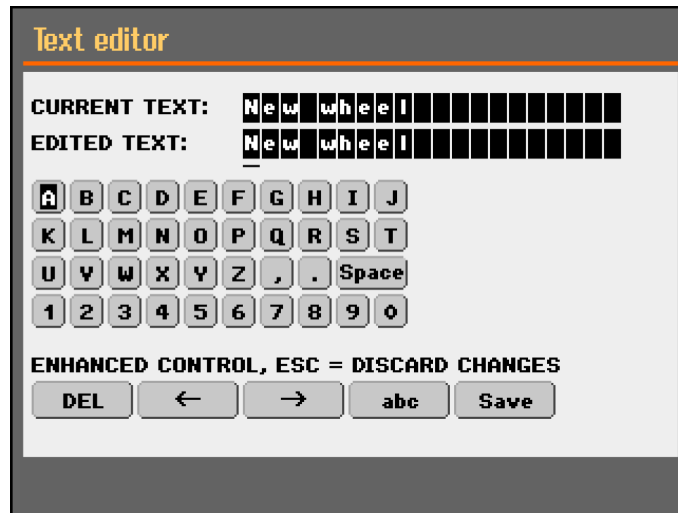 Text editor
CURRENT TEXT: New wheel
EDITED TEXT: New wheel
A B C D E F G H I J
K L M N O P Q R S T
U V W X Y Z , . Space
1 2 3 4 5 6 7 8 9 0
ENHANCED CONTROL, ESC = DISCARD CHANGES
DEL ← → abc Save